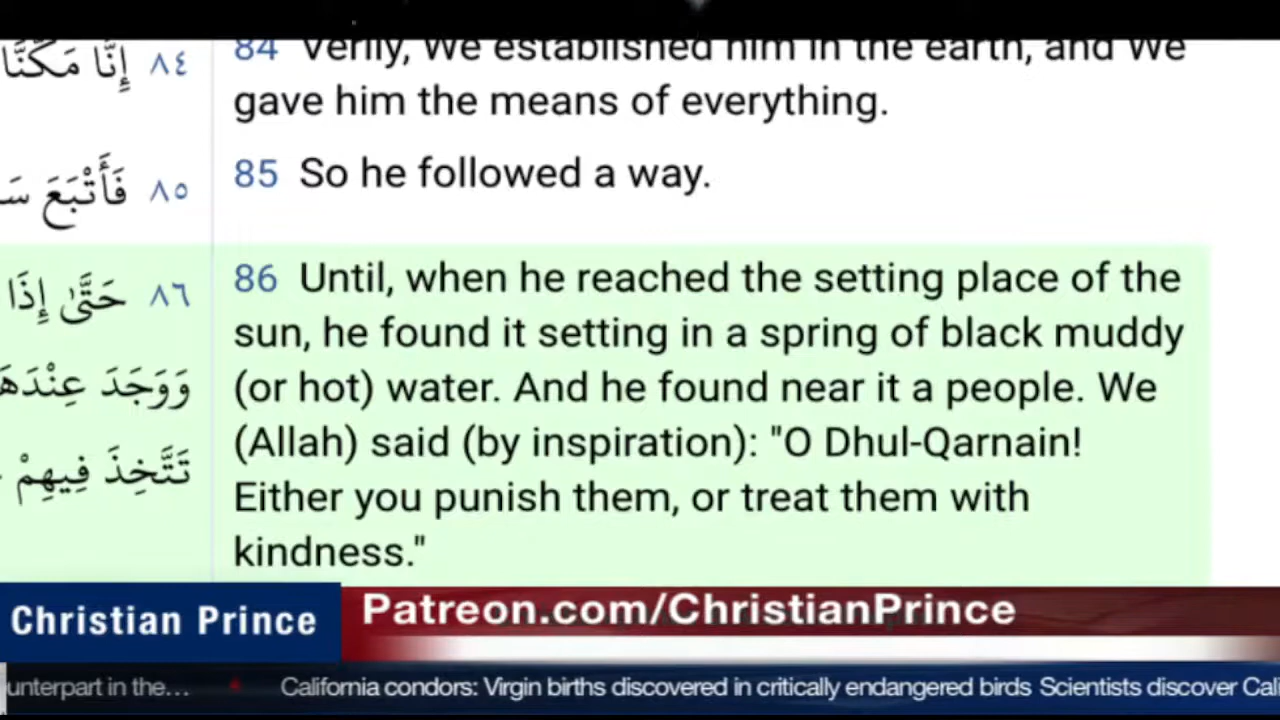 إِنَّا مَكَّنَّا ٨٤
84 Verily, We established him in the earth, and We
gave him the means of everything.
فَأَتْبَعَ ٨٥
85 So he followed a way.
حَتَّىٰ إِذَا ٨٦
86 Until, when he reached the setting place of the
sun, he found it setting in a spring of black muddy
وَوَجَدَ
(or hot) water. And he found near it a people. We
تَتَّخِذَ فِيهِمْ
(Allah) said (by inspiration): "O Dhul-Qarnain!
Either you punish them, or treat them with
kindness."
Christian Prince
Patreon.com/ChristianPrince
in the... • California condors: Virgin births discovered in critically endangered birds Scientists discover